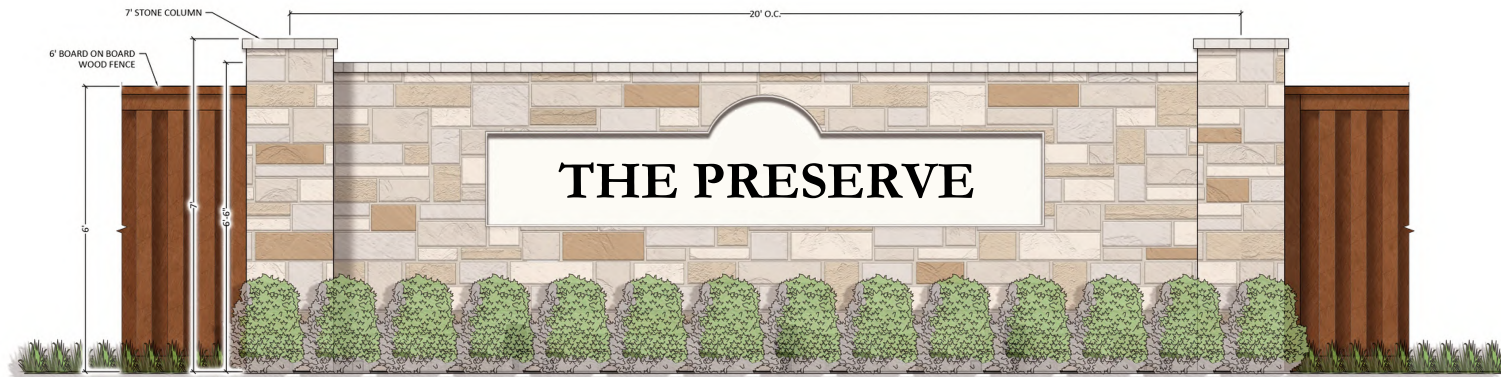 7' STONE COLUMN
20' O.C.
6' BOARD ON BOARD
WOOD FENCE
THE PRESERVE
6'
7'
6'-6"